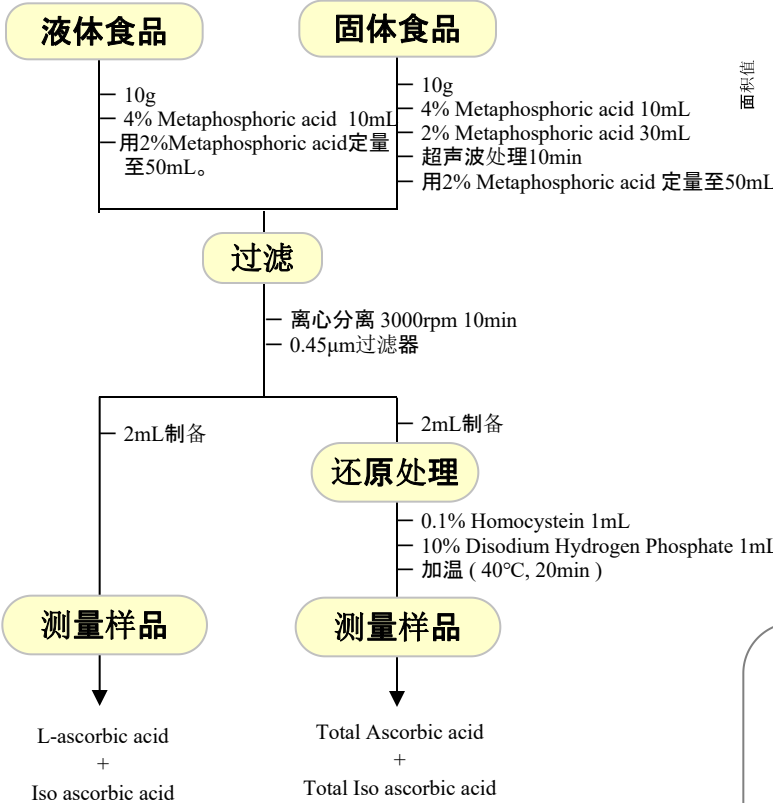 液体食品
10g
4% Metaphosphoric acid 10mL
用2%Metaphosphoric acid定量
至50mL。
固体食品
10g
4% Metaphosphoric acid 10mL
2% Metaphosphoric acid 30mL
超声波处理10min
用2% Metaphosphoric acid 定量至50mL
面积值
过滤
离心分离 3000rpm 10min
0.45μm过滤器
2mL制备
2mL制备
还原处理
0.1% Homocystein 1mL
10% Disodium Hydrogen Phosphate 1mL
加温 ( 40℃, 20min )
测量样品
测量样品
L-ascorbic acid
+
Iso ascorbic acid
Total Ascorbic acid
+
Total Iso ascorbic acid